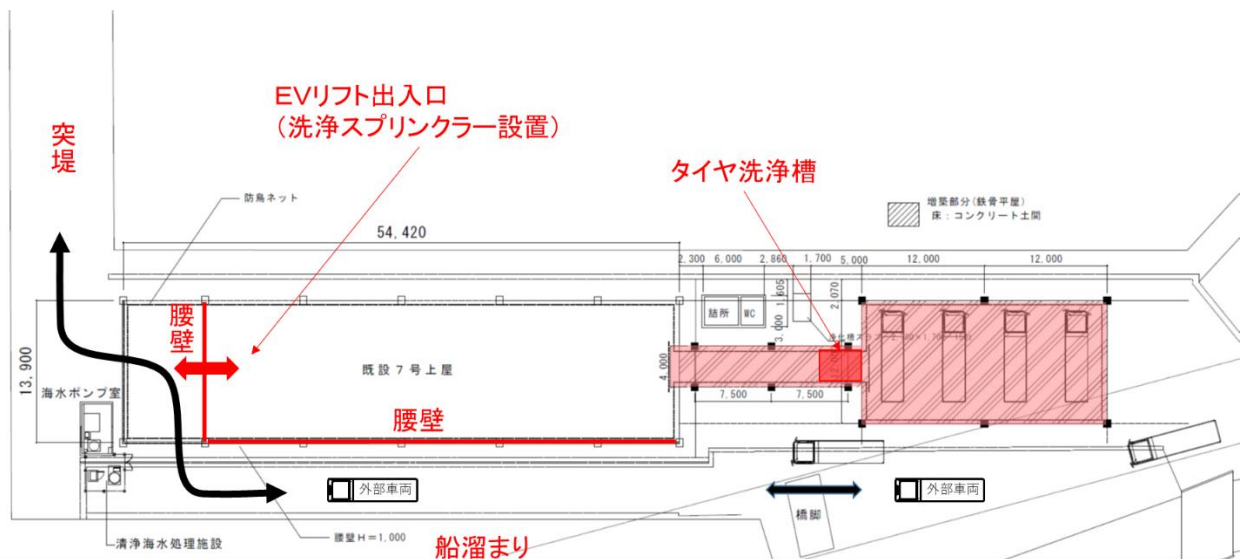 EVリフト出入口
(洗浄スプリンクラー設置)
突堤
タイヤ洗浄槽
防鳥ネット
増築部分(鉄骨平屋)
床:コンクリート土間
54,420
2,300
6,000
2,860
1,700
5,000
12,000
12,000
1,605
3,000
2,070
詰所
WC
腰壁
13,900
海水ポンプ室
既設7号上屋
4,000
7,500
7,500
腰壁
外部車両
外部車両
橋脚
清浄海水処理施設
腰壁H=1,000
船溜まり